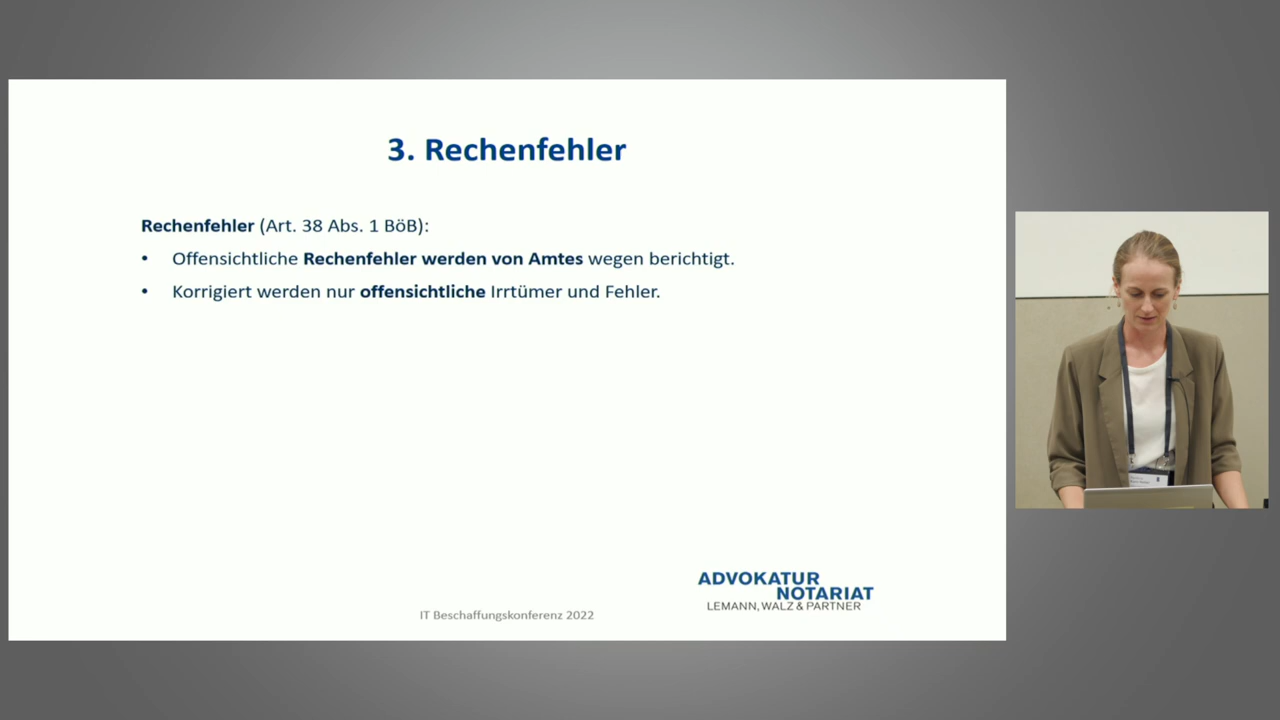 3. Rechenfehler
Rechenfehler (Art. 38 Abs. 1 BöB):
• Offensichtliche Rechenfehler werden von Amtes wegen berichtigt.
• Korrigiert werden nur offensichtliche Irrtümer und Fehler.
ADVOKATUR
NOTARIAT
LEMANN, WALZ & PARTNER
IT Beschaffungskonferenz 2022